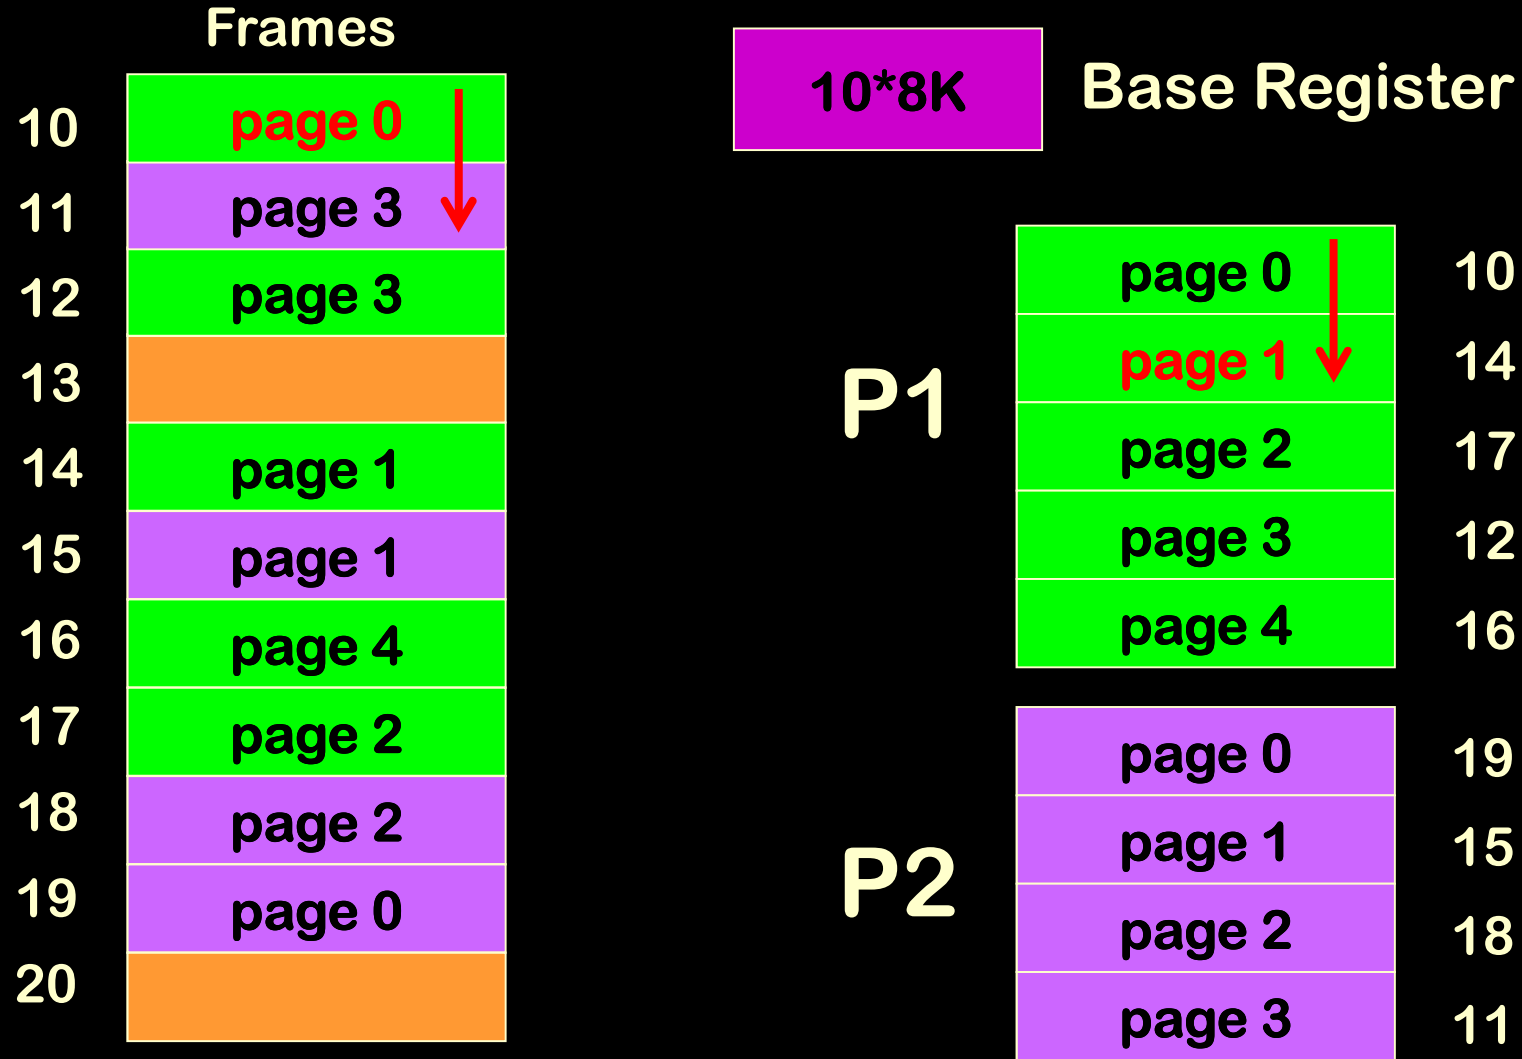 Frames
10 page 0
11 page 3
12 page 3
13
14 page 1
15 page 1
16 page 4
17 page 2
18 page 2
19 page 0
20
10*8K Base Register
P1
page 0 10
page 1 14
page 2 17
page 3 12
page 4 16
P2
page 0 19
page 1 15
page 2 18
page 3 11